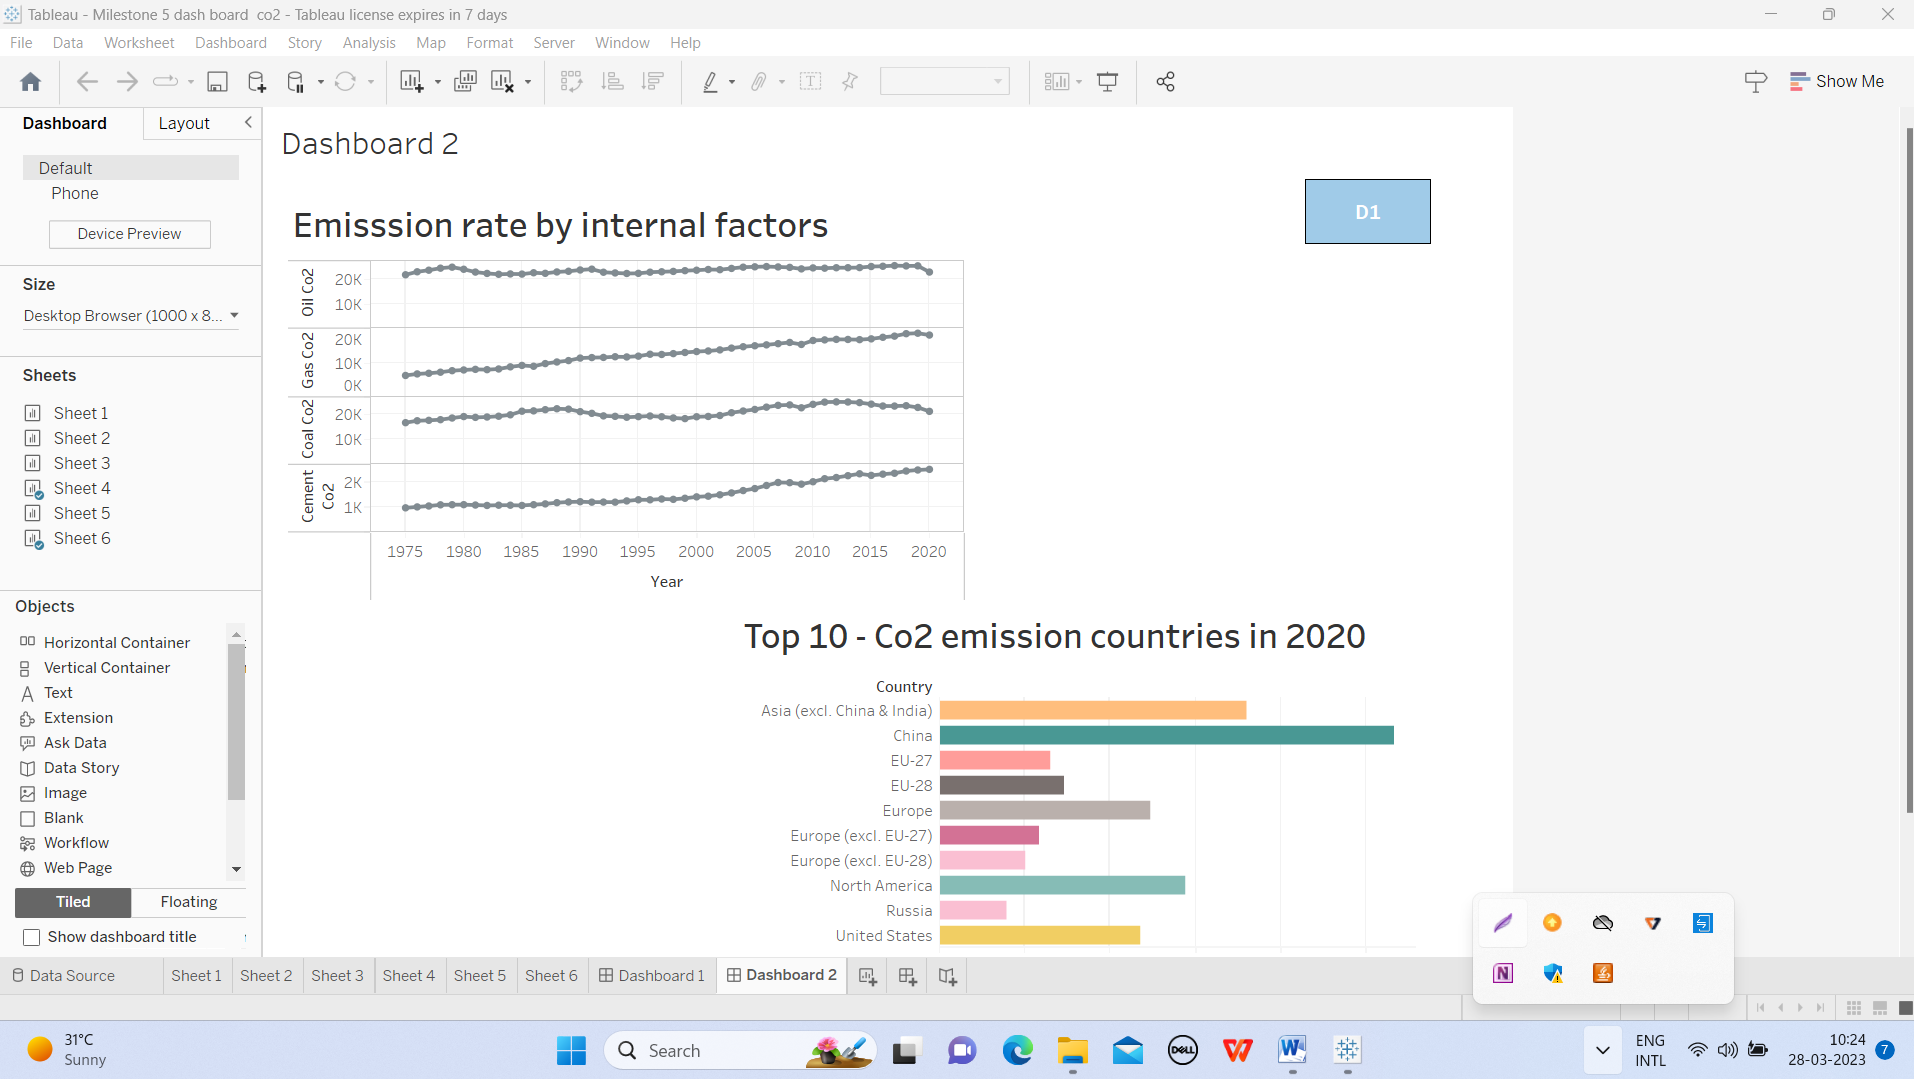 Tableau - Milestone 5 dash board  co2 - Tableau license expires in 7 days
File Data Worksheet Dashboard Story Analysis Map Format Server Window Help
Show Me
Dashboard Layout
Default
Phone
Device Preview
Size
Desktop Browser (1000 x 8...
Sheets
Sheet 1
Sheet 2
Sheet 3
Sheet 4
Sheet 5
Sheet 6
Objects
Horizontal Container
Vertical Container
Text
Extension
Ask Data
Data Story
Image
Blank
Workflow
Web Page
Tiled Floating
Show dashboard title
Dashboard 2
D1
Emisssion rate by internal factors
Oil Co2
20K
10K
Gas Co2
20K
10K
0K
Coal Co2
20K
10K
Cement
Co2
2K
1K
1975 1980 1985 1990 1995 2000 2005 2010 2015 2020
Year
Top 10 - Co2 emission countries in 2020
Country
Asia (excl. China & India)
China
EU-27
EU-28
Europe
Europe (excl. EU-27)
Europe (excl. EU-28)
North America
Russia
United States
Data Source Sheet 1 Sheet 2 Sheet 3 Sheet 4 Sheet 5 Sheet 6 Dashboard 1 Dashboard 2
31°C
Sunny
Search
DELL
ENG
INTL
10:24
28-03-2023
7